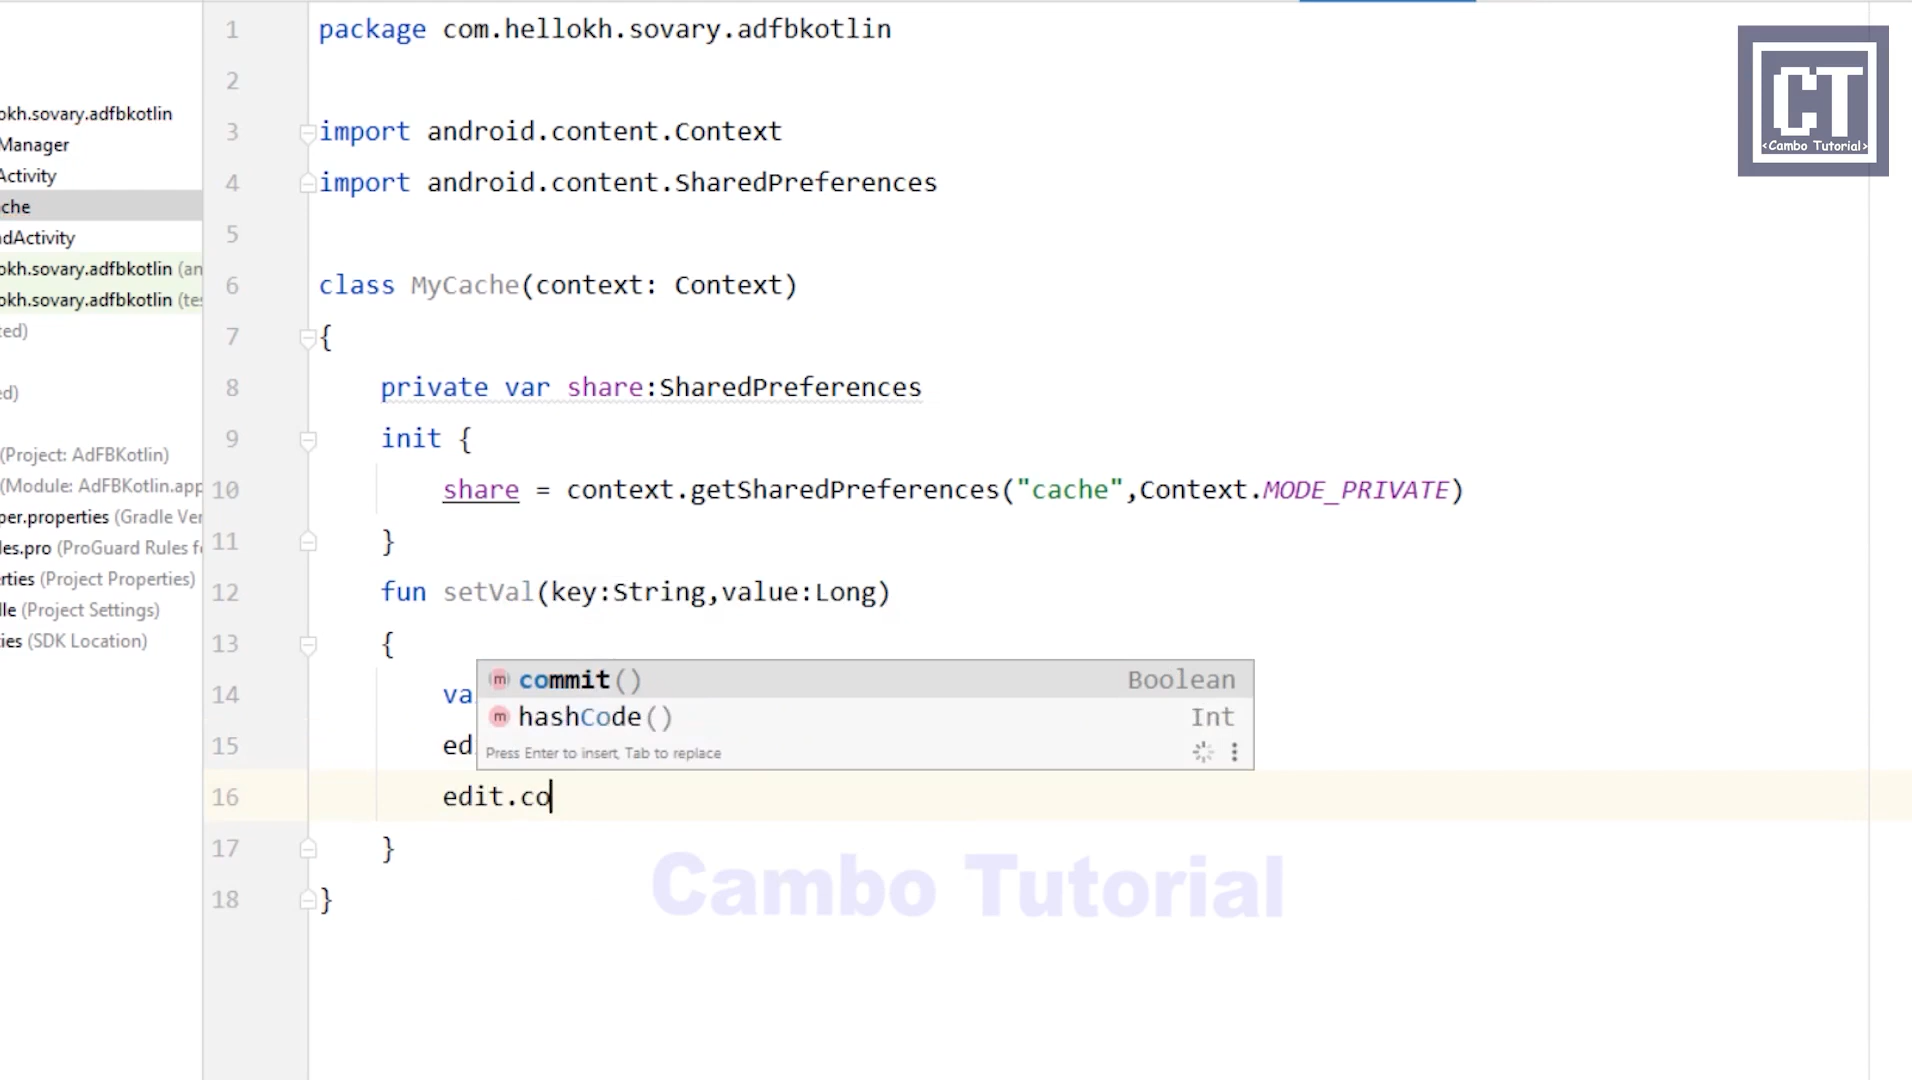 package com.hellokh.sovary.adfbkotlin
import android.content.Context
import android.content.SharedPreferences
class MyCache(context: Context)
{
private var share:SharedPreferences
init {
share = context.getSharedPreferences("cache",Context.MODE_PRIVATE)
}
fun setVal(key:String,value:Long)
{
va
ed
edit.co
}
}
commit() Boolean
hashCode() Int
Press Enter to insert, Tab to replace
1
2
3
4
5
6
7
8
9
10
11
12
13
14
15
16
17
18
okh.sovary.adfbkotlin
Manager
Activity
che
dActivity
okh.sovary.adfbkotlin (an
okh.sovary.adfbkotlin (tes
ted)
d)
(Project: AdFBKotlin)
(Module: AdFBKotlin.app
per.properties (Gradle Ver
les.pro (ProGuard Rules f
rties (Project Properties)
lle (Project Settings)
ties (SDK Location)
CT
<Cambo Tutorial>
Cambo Tutorial